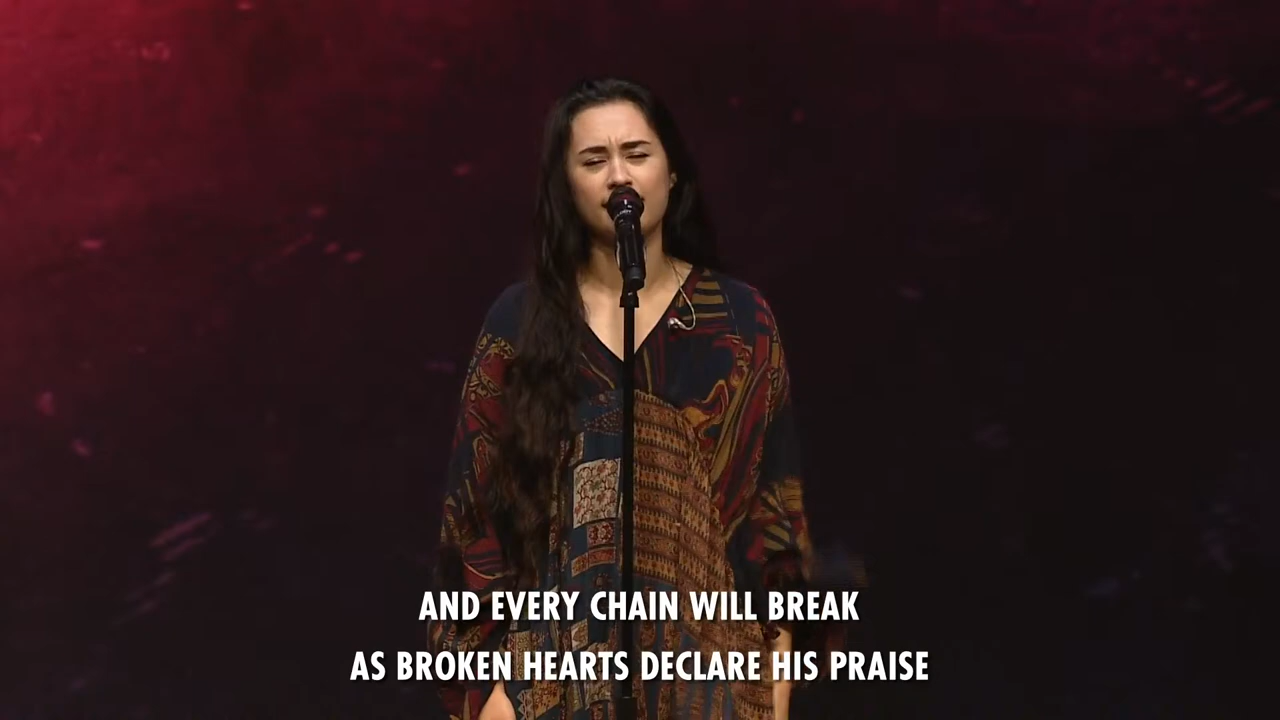 AND EVERY CHAIN WILL BREAK
AS BROKEN HEARTS DECLARE HIS PRAISE